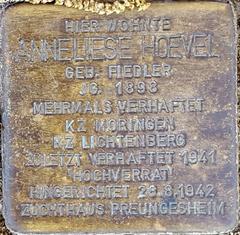 HIER WOHNTE
ANNELIESE HOEVEL
GEB. FIEDLER
JG. 1898
MEHRMALS VERHAFTET
KZ MORINGEN
KZ LICHTENBERG
ZULETZT VERHAFTET 1941
'HOCHVERRAT'
HINGERICHTET 28.8.1942
ZUCHTHAUS PREUNGESHEIM